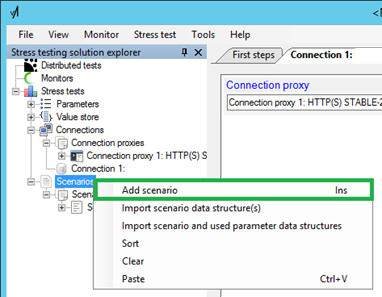 File View Monitor Stress test Tools Help
Stress testing solution explorer
First steps Connection 1:
Distributed tests
Monitors
Stress tests
Parameters
Value store
Connections
Connection proxies
Connection proxy 1: HTTP(S) S
Connection 1:
Scenarios
Scena
S
Connection proxy
Connection proxy 1: HTTP(S) STABLE-2
Add scenario Ins
Import scenario data structure(s)
Import scenario and used parameter data structures
Sort
Clear
Paste Ctrl+V